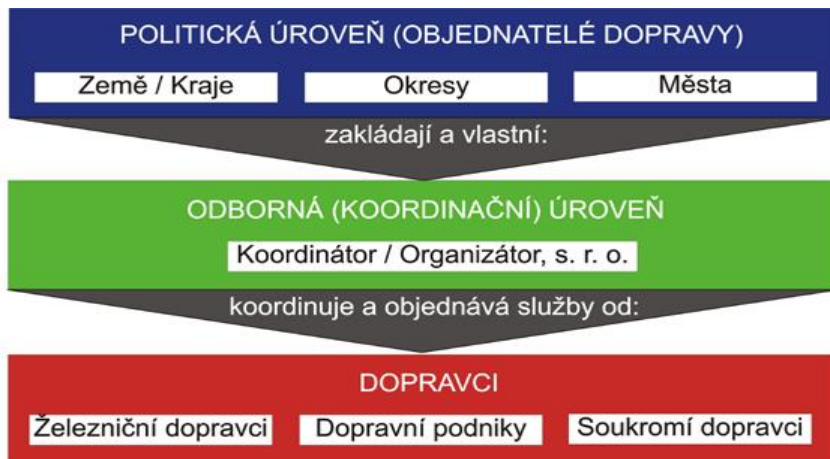 POLITICKÁ ÚROVEŇ (OBJEDNATELÉ DOPRAVY)
Země / Kraje
Okresy
Města
zakládají a vlastní:
ODBORNÁ (KOORDINAČNÍ) ÚROVEŇ
Koordinátor / Organizátor, s. r. o.
koordinuje a objednává služby od:
DOPRAVCI
Železniční dopravci
Dopravní podniky
Soukromí dopravci